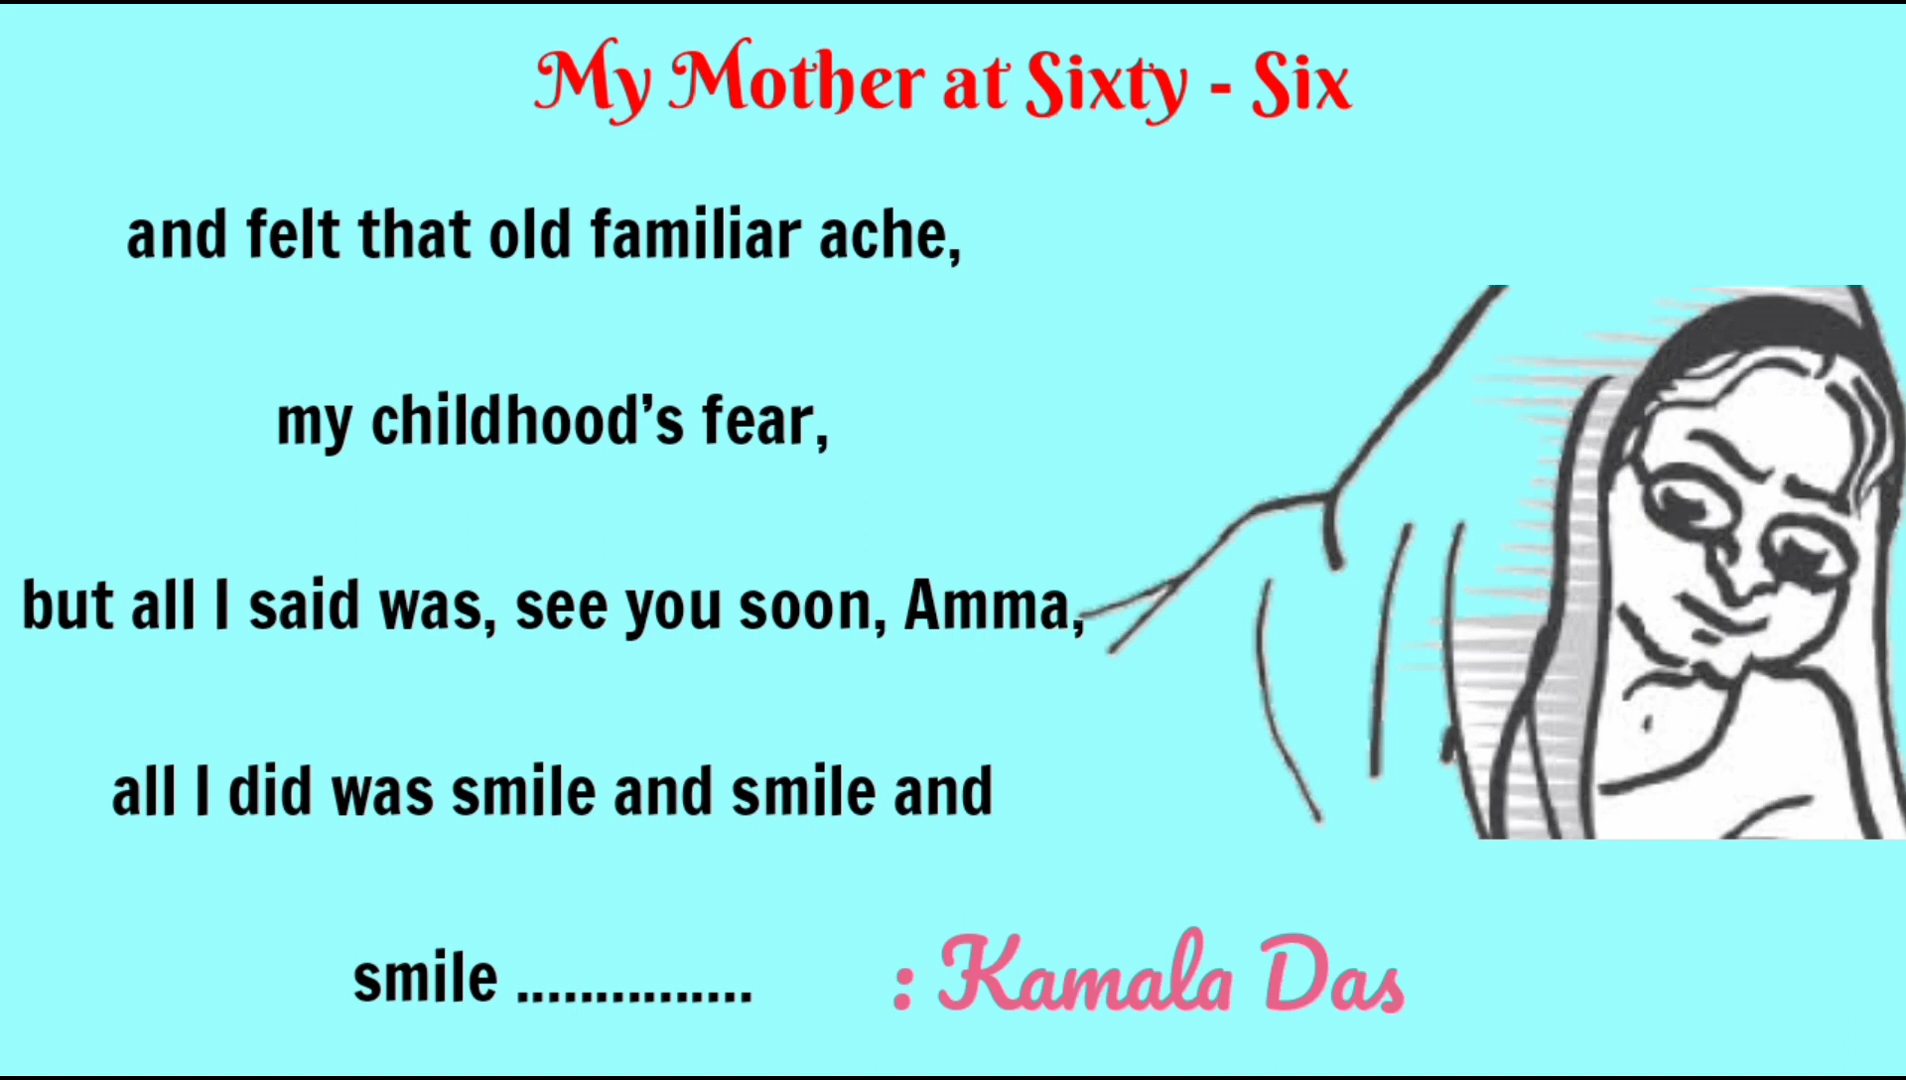 My Mother at Sixty - Six
and felt that old familiar ache,
my childhood's fear,
but all I said was, see you soon, Amma,
all I did was smile and smile and
smile ...............
: Kamala Das